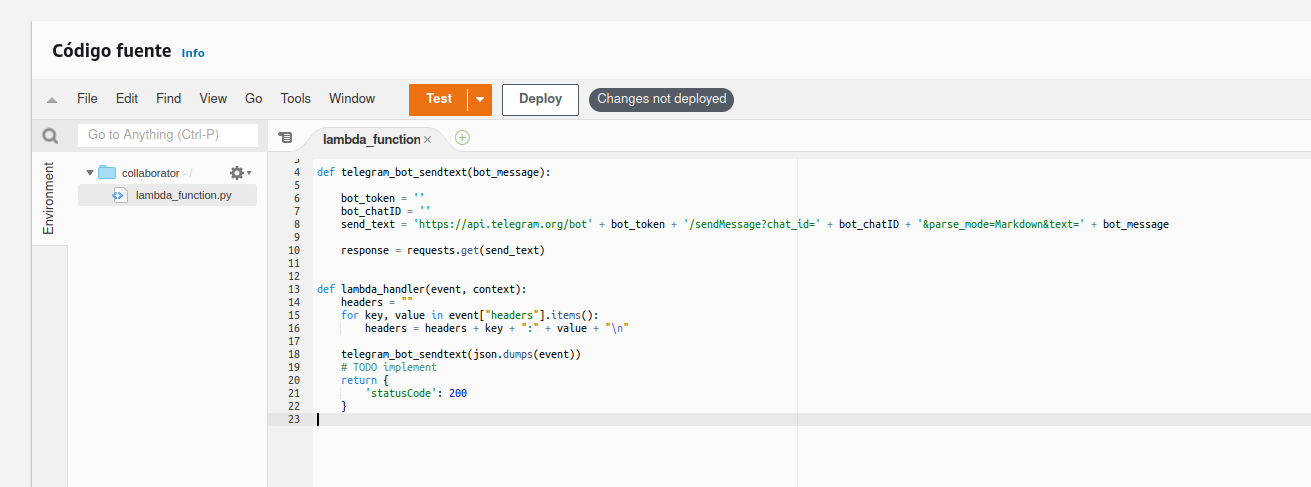 Código fuente Info
File Edit Find View Go Tools Window Test Deploy Changes not deployed
Go to Anything (Ctrl-P)
lambda_function ×
Environment
collaborator - /
lambda_function.py
3
4 def telegram_bot_sendtext(bot_message):
5
6 bot_token = ''
7 bot_chatID = ''
8 send_text = 'https://api.telegram.org/bot' + bot_token + '/sendMessage?chat_id=' + bot_chatID + '&parse_mode=Markdown&text=' + bot_message
9
10 response = requests.get(send_text)
11
12
13 def lambda_handler(event, context):
14 headers = ""
15 for key, value in event["headers"].items():
16 headers = headers + key + ":" + value + "\n"
17
18 telegram_bot_sendtext(json.dumps(event))
19 # TODO implement
20 return {
21 'statusCode': 200
22 }
23